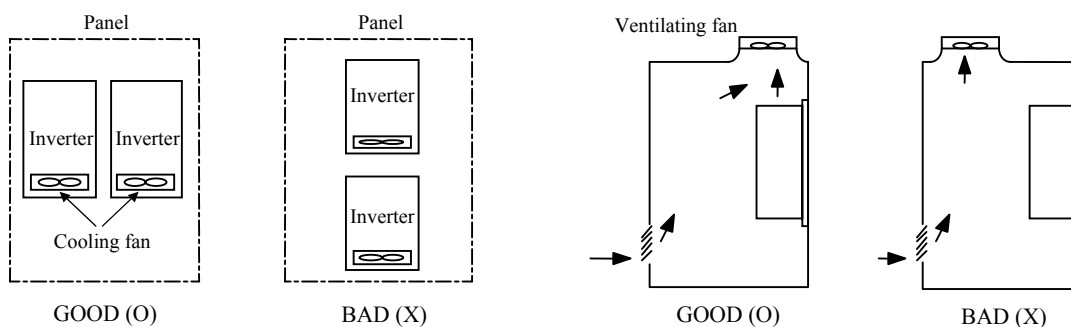 Panel
Inverter
Inverter
Cooling fan
GOOD (O)
Panel
Inverter
Inverter
BAD (X)
Ventilating fan
GOOD (O)
BAD (X)